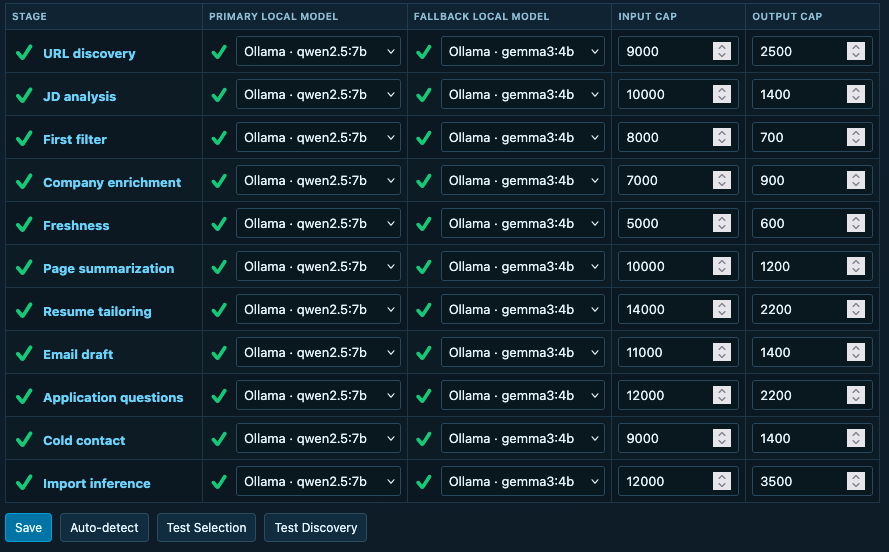 STAGE PRIMARY LOCAL MODEL FALLBACK LOCAL MODEL INPUT CAP OUTPUT CAP
URL discovery Ollama · qwen2.5:7b Ollama · gemma3:4b 9000 2500
JD analysis Ollama · qwen2.5:7b Ollama · gemma3:4b 10000 1400
First filter Ollama · qwen2.5:7b Ollama · gemma3:4b 8000 700
Company enrichment Ollama · qwen2.5:7b Ollama · gemma3:4b 7000 900
Freshness Ollama · qwen2.5:7b Ollama · gemma3:4b 5000 600
Page summarization Ollama · qwen2.5:7b Ollama · gemma3:4b 10000 1200
Resume tailoring Ollama · qwen2.5:7b Ollama · gemma3:4b 14000 2200
Email draft Ollama · qwen2.5:7b Ollama · gemma3:4b 11000 1400
Application questions Ollama · qwen2.5:7b Ollama · gemma3:4b 12000 2200
Cold contact Ollama · qwen2.5:7b Ollama · gemma3:4b 9000 1400
Import inference Ollama · qwen2.5:7b Ollama · gemma3:4b 12000 3500
Save Auto-detect Test Selection Test Discovery